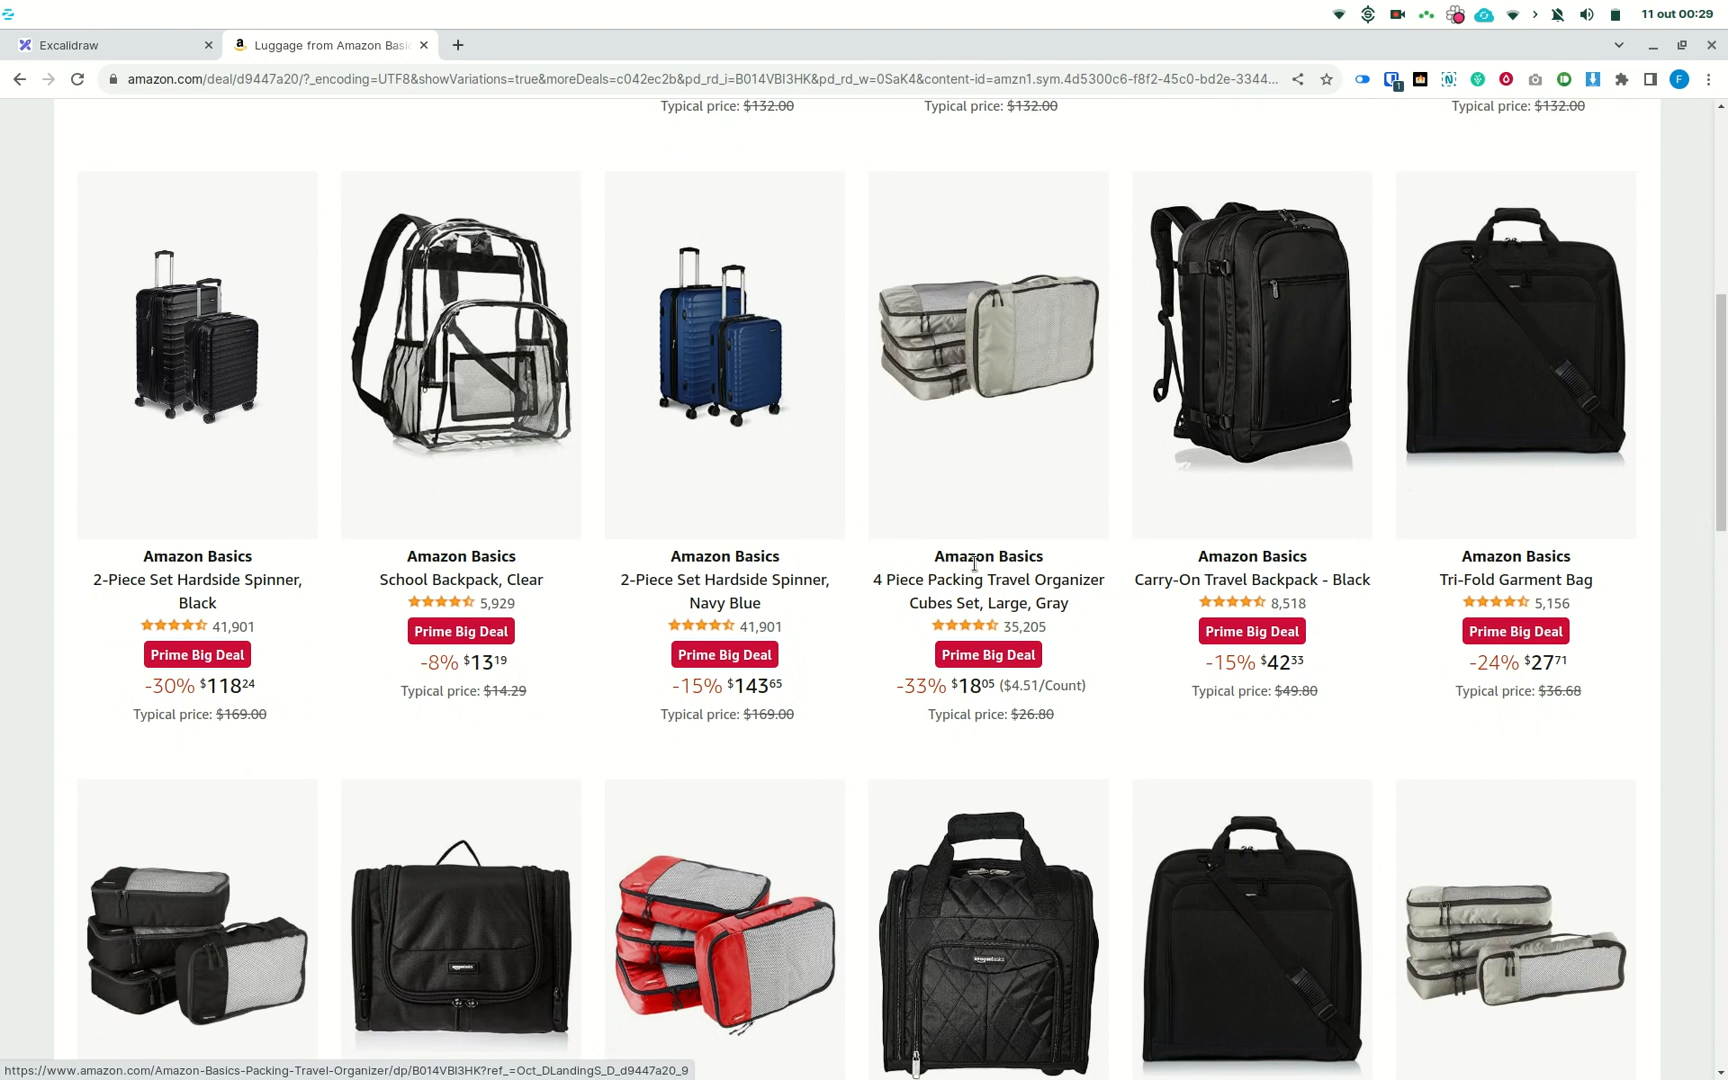 11 out 00:29
Excalidraw
Luggage from Amazon Basi
amazon.com/deal/d9447a20/?_encoding=UTF8&showVariations=true&moreDeals=c042ec2b&pd_rd_i=B014VBI3HK&pd_rd_w=0SaK4&content-id=amzn1.sym.4d5300c6-f8f2-45c0-bd2e-3344...
1
F
Typical price: $132.00
Typical price: $132.00
Typical price: $132.00
Amazon Basics
2-Piece Set Hardside Spinner,
Black
41,901
Prime Big Deal
-30% $118 24
Typical price: $169.00
Amazon Basics
School Backpack, Clear
5,929
Prime Big Deal
-8% $13 19
Typical price: $14.29
Amazon Basics
2-Piece Set Hardside Spinner,
Navy Blue
41,901
Prime Big Deal
-15% $143 65
Typical price: $169.00
Amazon Basics
4 Piece Packing Travel Organizer
Cubes Set, Large, Gray
35,205
Prime Big Deal
-33% $18 05 ($4.51/Count)
Typical price: $26.80
Amazon Basics
Carry-On Travel Backpack - Black
8,518
Prime Big Deal
-15% $42 33
Typical price: $49.80
Amazon Basics
Tri-Fold Garment Bag
5,156
Prime Big Deal
-24% $27 71
Typical price: $36.68
amazonbasics
amazonbasics
https://www.amazon.com/Amazon-Basics-Packing-Travel-Organizer/dp/B014VBI3HK?ref_=Oct_DLandingS_D_d9447a20_9